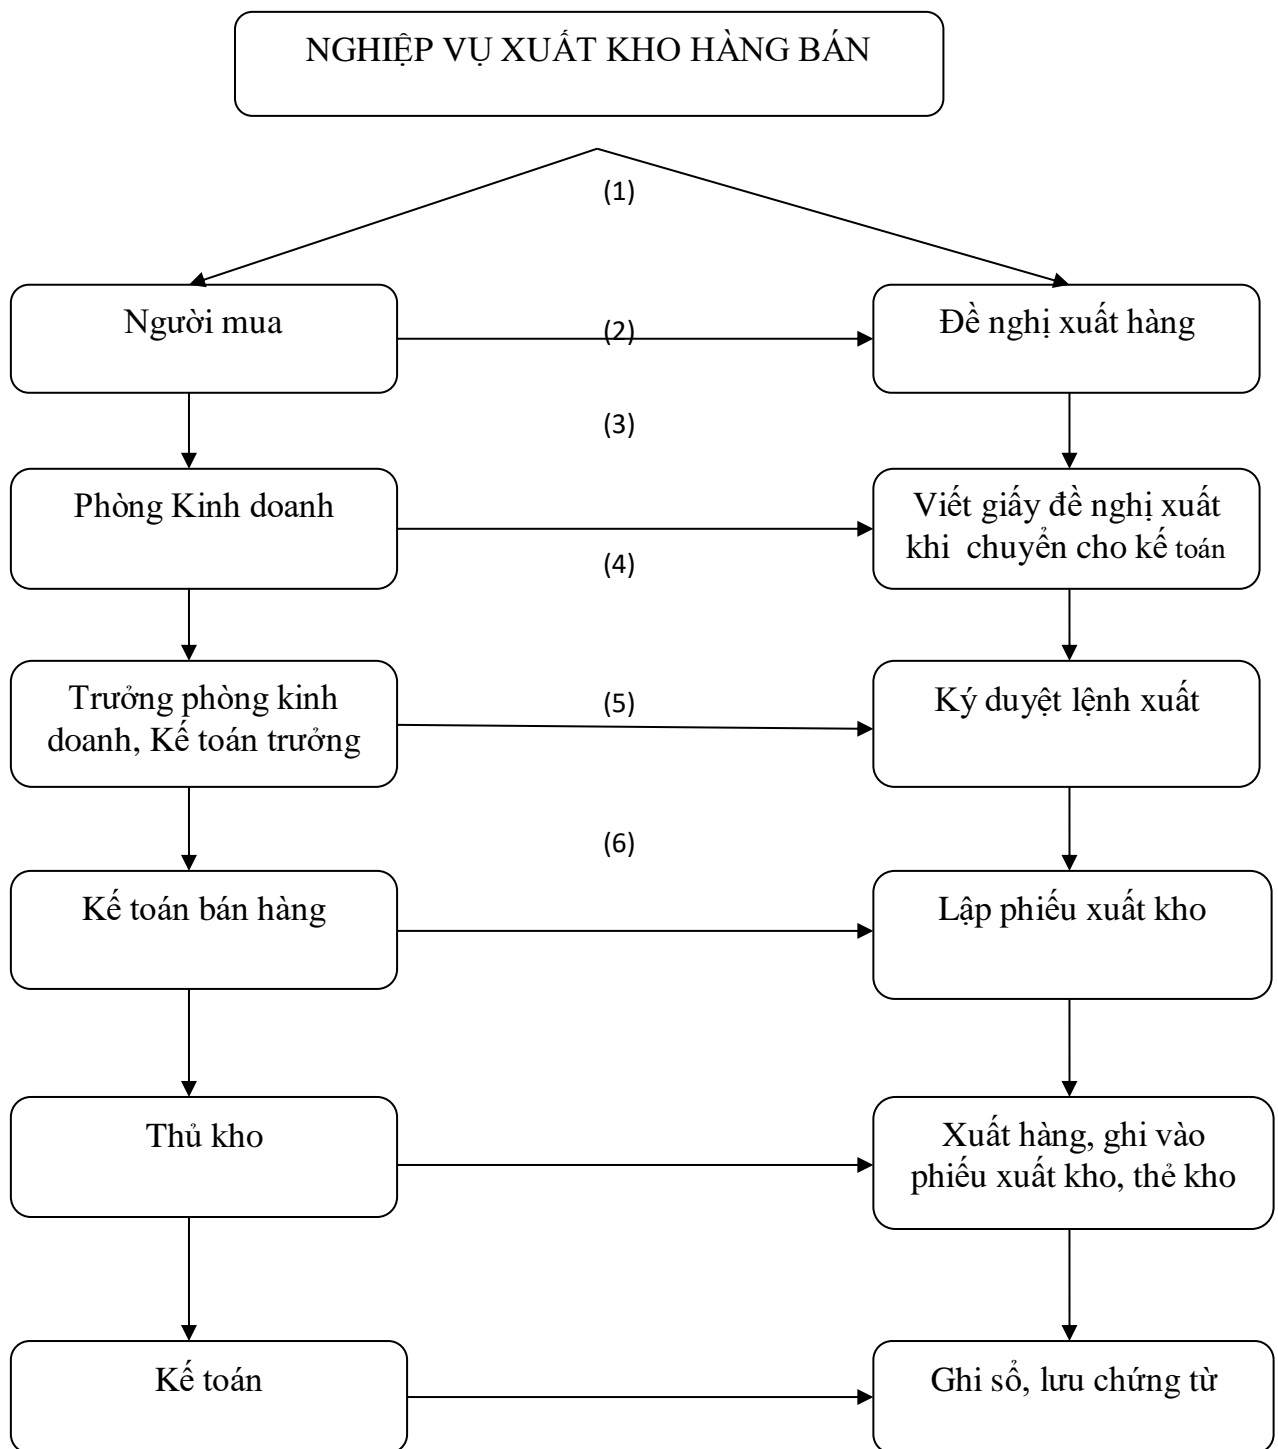 NGHIỆP VỤ XUẤT KHO HÀNG BÁN
(1)
Người mua
(2)
Đề nghị xuất hàng
(3)
Phòng Kinh doanh
Viết giấy đề nghị xuất
khi chuyển cho kế toán
(4)
Trưởng phòng kinh
doanh, Kế toán trưởng
(5)
Ký duyệt lệnh xuất
(6)
Kế toán bán hàng
Lập phiếu xuất kho
Thủ kho
Xuất hàng, ghi vào
phiếu xuất kho, thẻ kho
Kế toán
Ghi sổ, lưu chứng từ